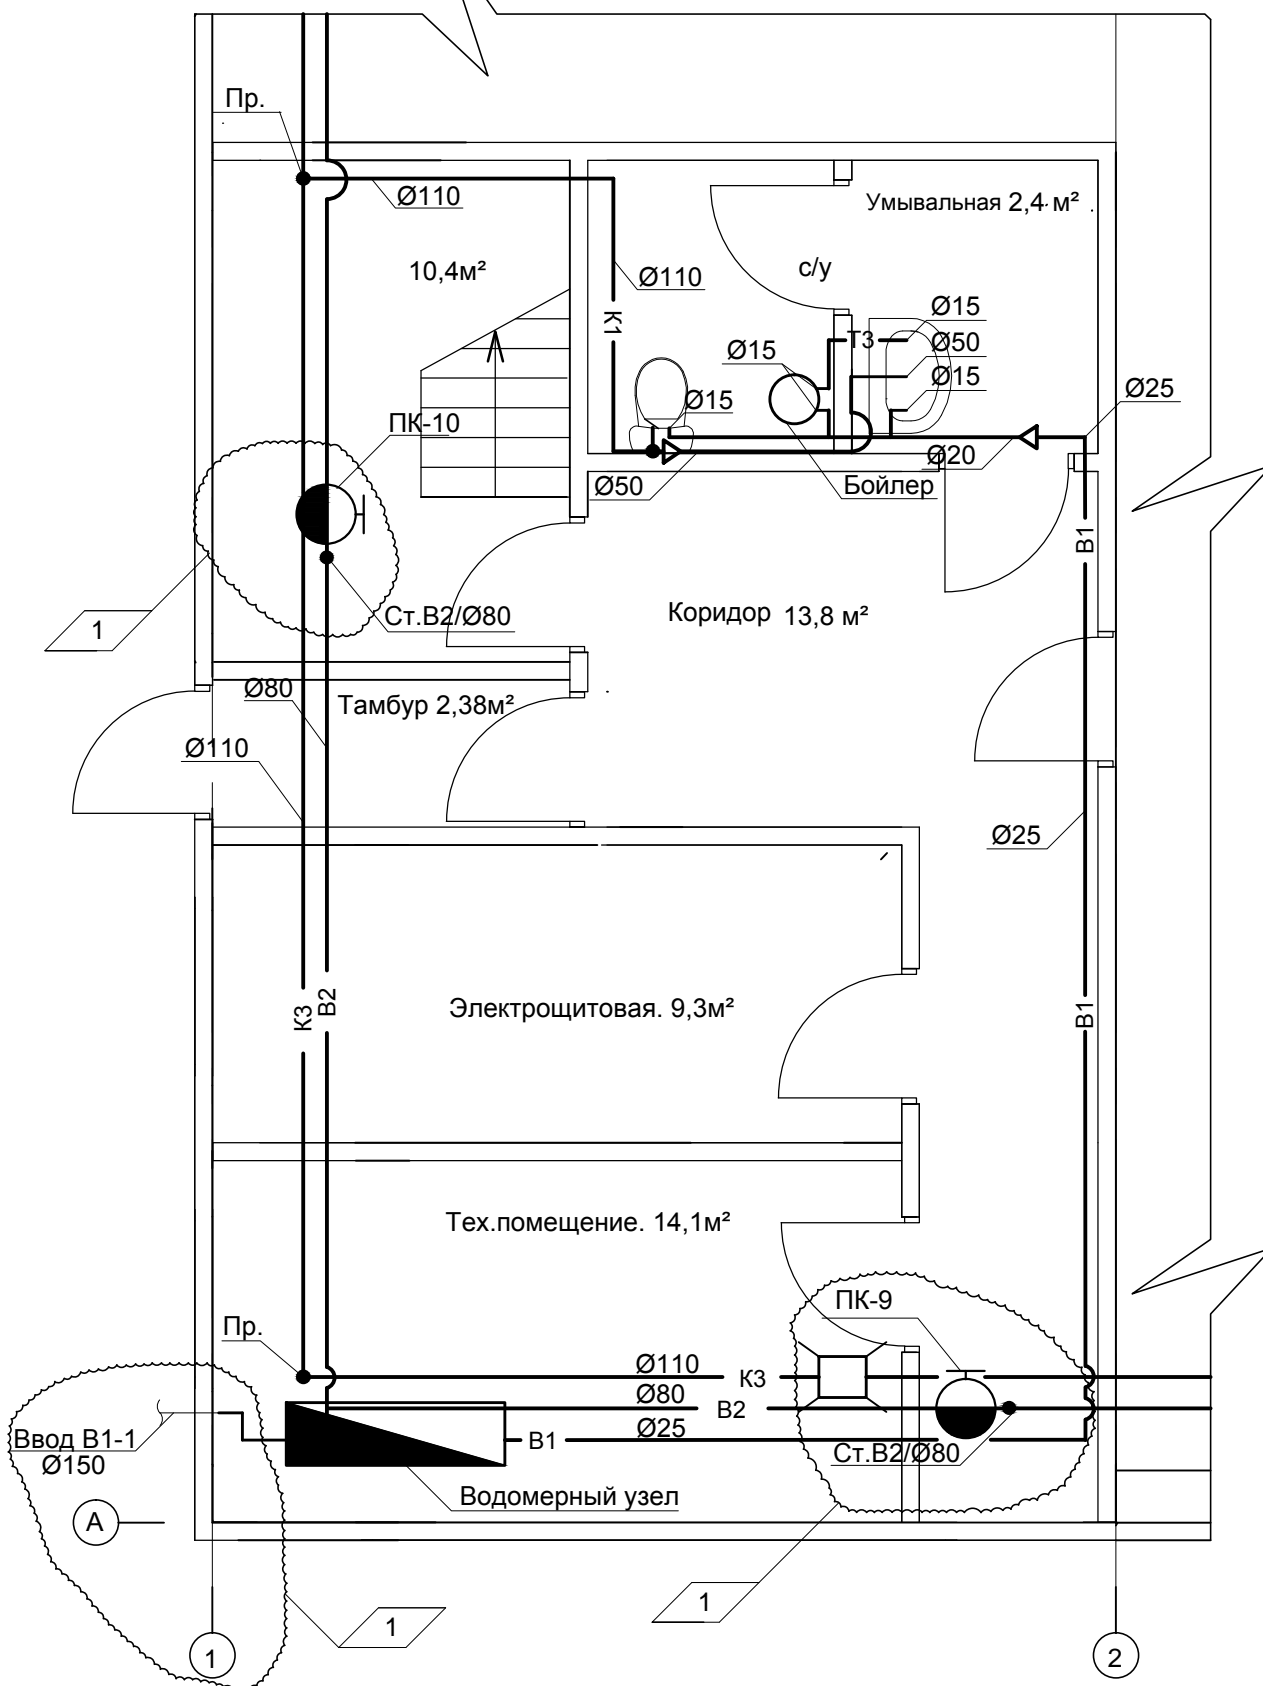 Пр.
Ø110
Умывальная 2,4 м²
10,4м²
Ø110
с/у
К1
Ø15
Т3
Ø50
Ø15
Ø15
Ø15
Ø25
ПК-10
Ø20
Ø50
Бойлер
В1
Ст.В2/Ø80
Коридор 13,8 м²
1
Ø80
Тамбур 2,38м²
Ø110
Ø25
К3
В2
Электрощитовая. 9,3м²
В1
Тех.помещение. 14,1м²
ПК-9
Пр.
Ø110
К3
Ø80
В2
Ø25
В1
Ввод В1-1
Ø150
Ст.В2/Ø80
Водомерный узел
А
1
1
1
2